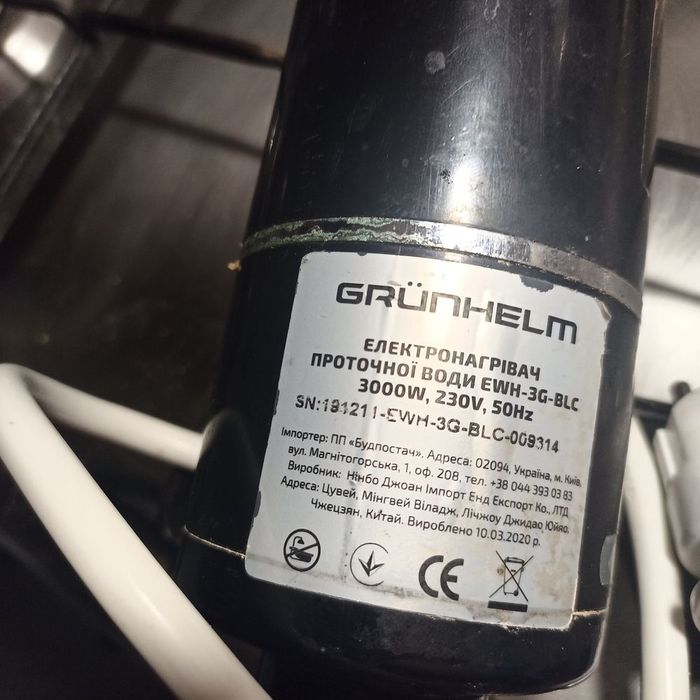 GRÜNHELM
ЕЛЕКТРОНАГРІВАЧ
ПРОТОЧНОЇ ВОДИ EWH-3G-BLC
3000W, 230V, 50Hz
SN:191211-EWH-3G-BLC-009314
Імпортер: ПП «Будпостач». Адреса: 02094, Україна, м. Київ,
вул. Магнітогорська, 1, оф. 208, тел. +38 044 393 03 83
Виробник: Нінбо Джоан Імпорт Енд Експорт Ко., ЛТД
Адреса: Цувей, Мінгвей Віладж, Лічжоу Джидао Юйяо.
Чжецзян, Китай. Вироблено 10.03.2020 р.
CE